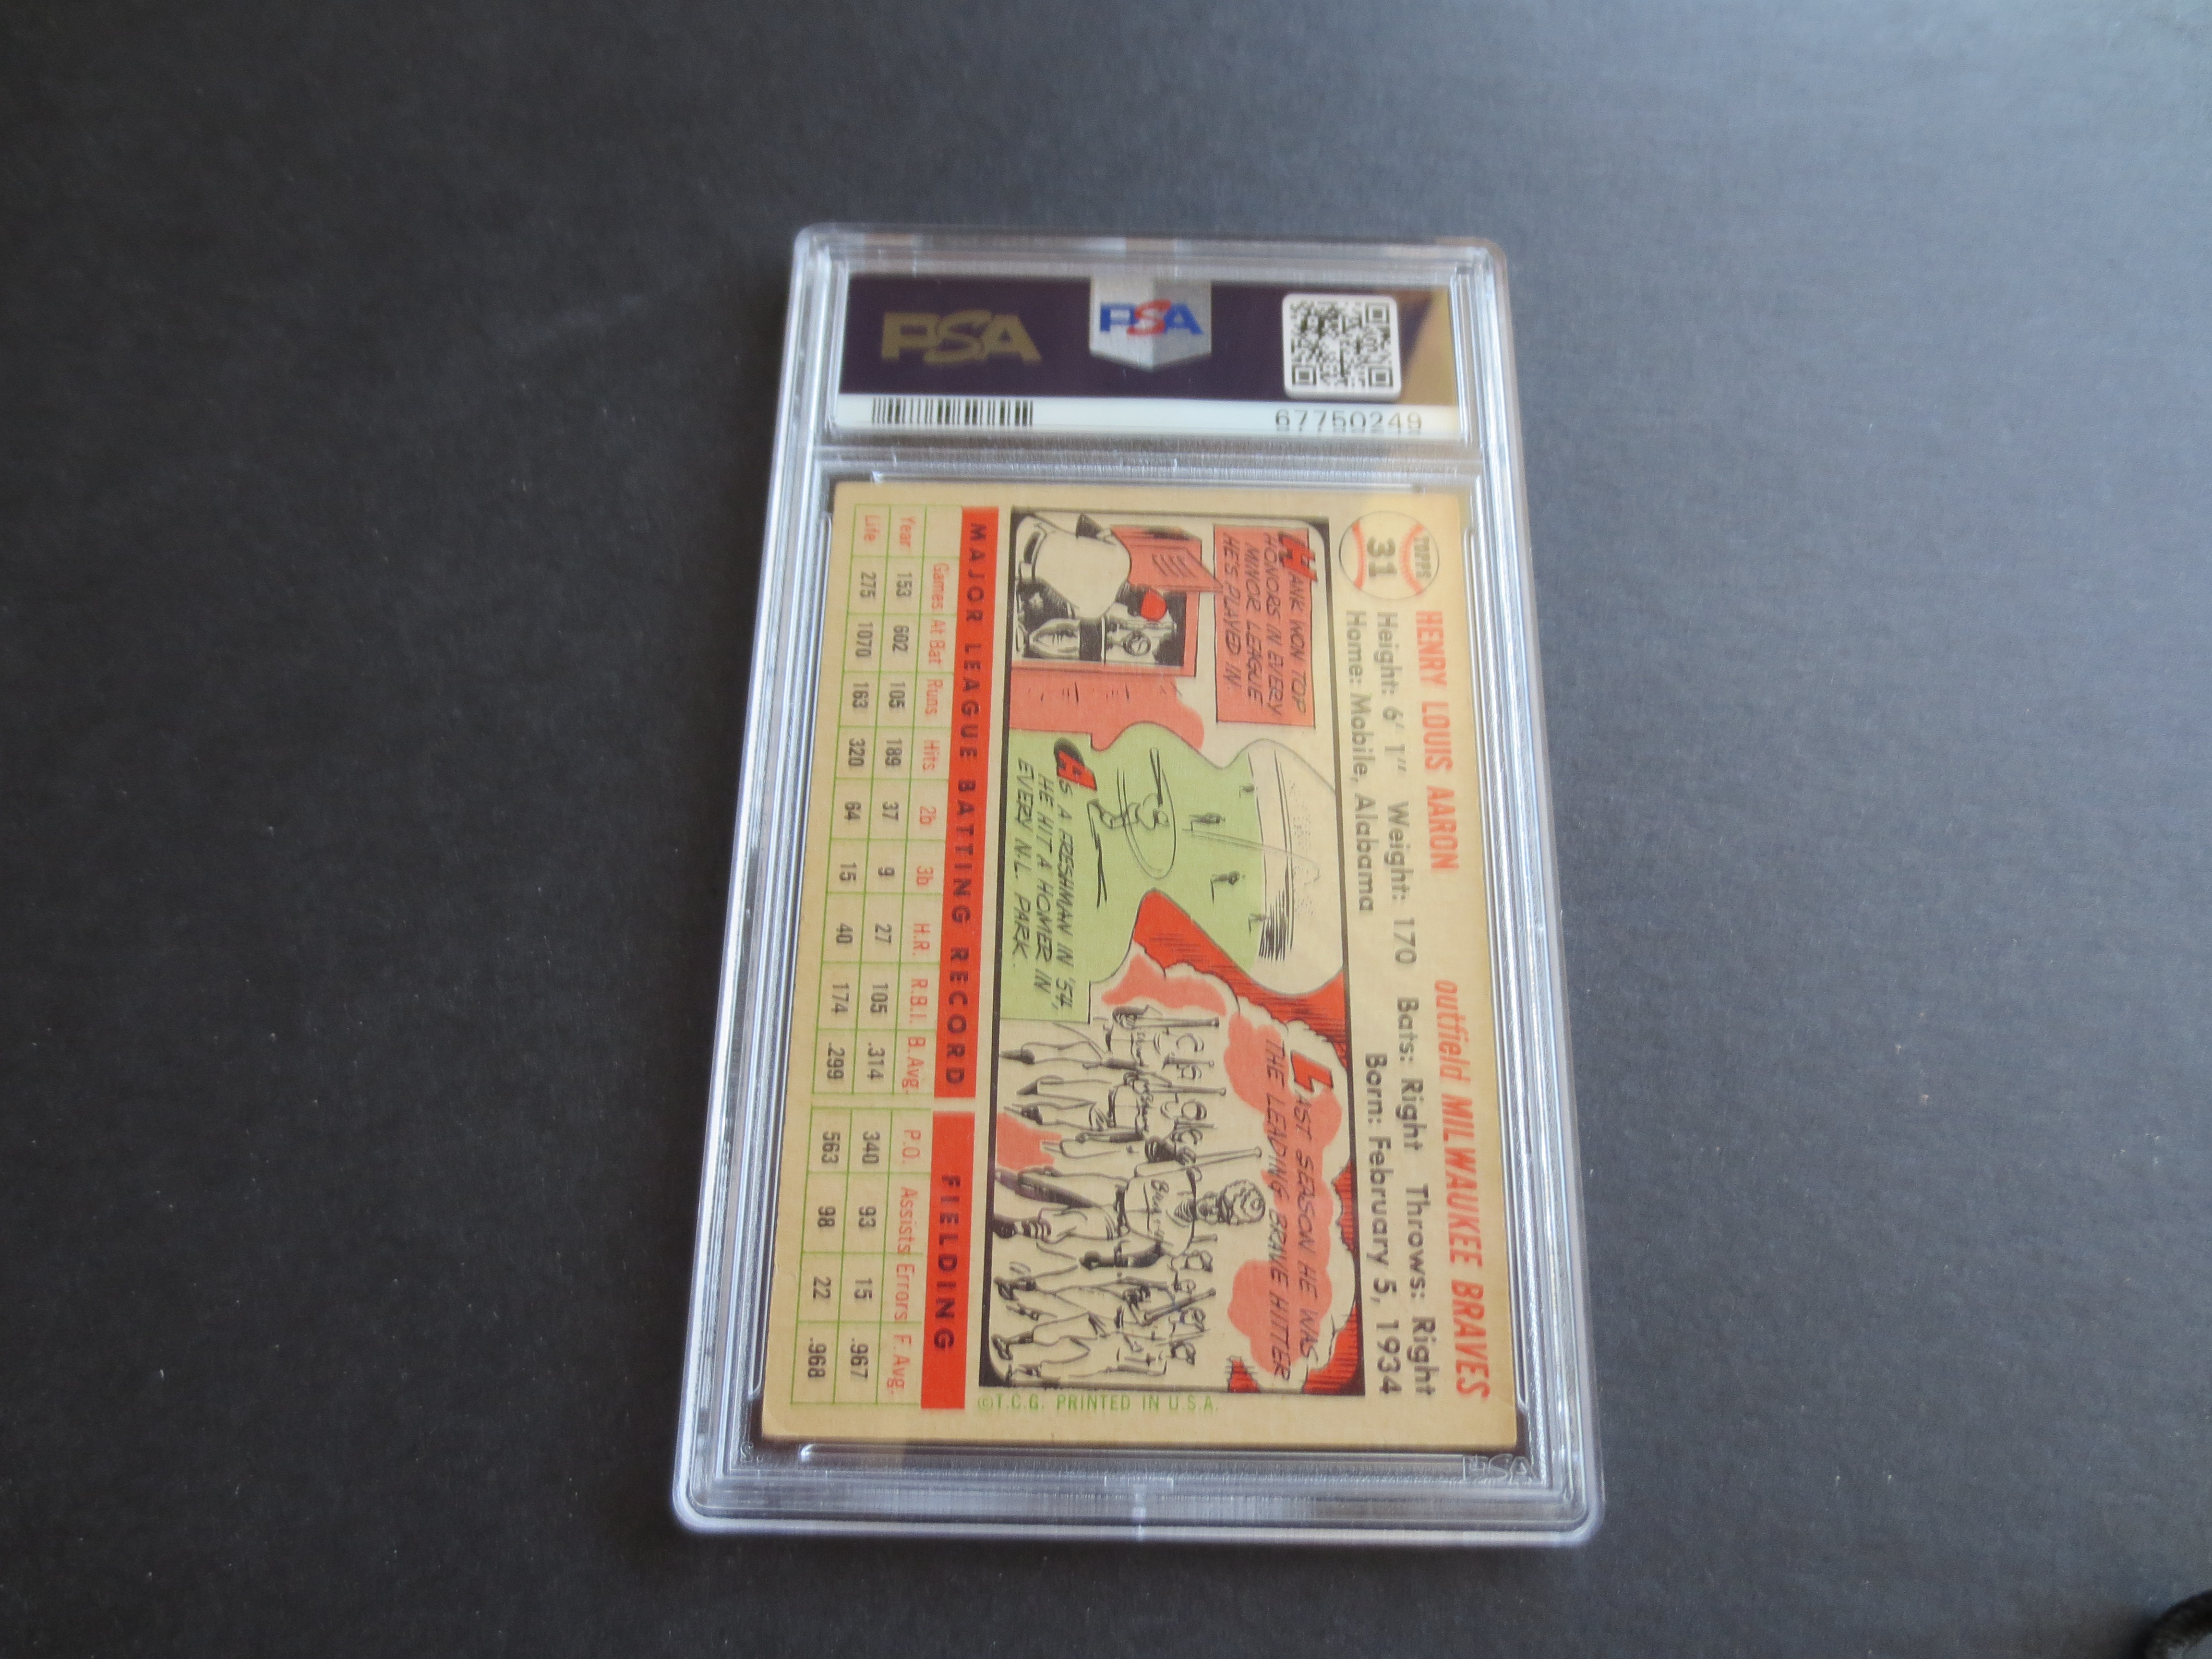 PSA
PSA
67750249
TOPPS
31
HENRY LOUIS AARON
outfield MILWAUKEE BRAVES
Height: 6' 1" Weight: 170 Bats: Right Throws: Right
Home: Mobile, Alabama
Born: February 5, 1934
HANK WON TOP
HONORS IN EVERY
MINOR LEAGUE
HE'S PLAYED IN
AS A FRESHMAN IN '54,
HE HIT A HOMER IN
EVERY N.L. PARK.
LAST SEASON HE WAS
THE LEADING BRAVE HITTER
Braves
©T.C.G. PRINTED IN U.S.A.
MAJOR LEAGUE BATTING RECORD
FIELDING
Games At Bat Runs Hits 2b 3b H.R. R.B.I. B. Avg. P.O. Assists Errors F. Avg.
Year 153 602 105 189 37 9 27 105 .314 340 93 15 .967
Life 275 1070 163 320 64 15 40 174 .299 563 98 22 .968
PSA